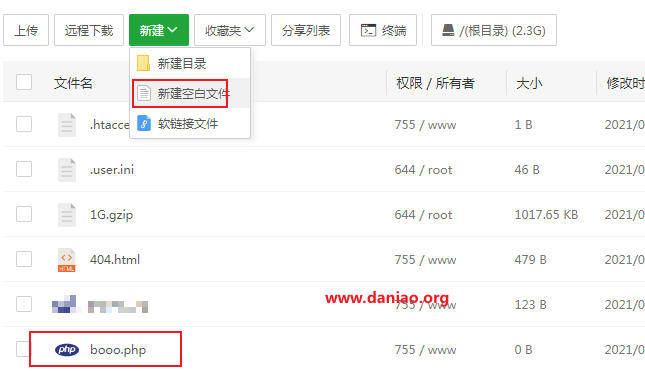 上传 远程下载 新建 收藏夹 分享列表 终端 /(根目录) (2.3G)
新建目录
文件名 权限 / 所有者 大小 修改时
新建空白文件
.htacce 755 / www 1 B 2021/0
软链接文件
.user.ini 644 / root 46 B 2021/0
1G.gzip 644 / root 1017.65 KB 2021/0
HTML 404.html 755 / www 479 B 2021/0
www.daniao.org
755 / www 123 B 2021/0
php booo.php 755 / www 0 B 2021/0